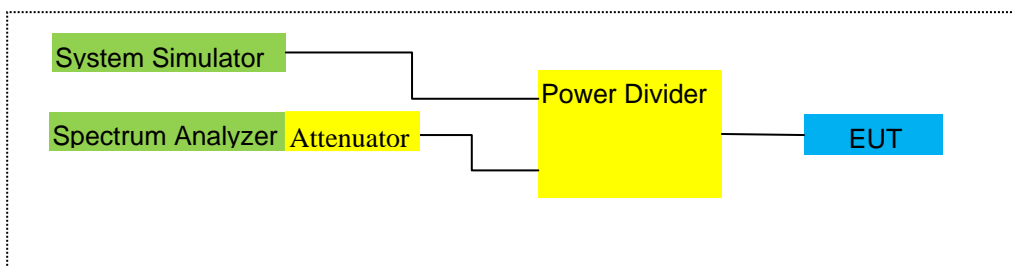 System Simulator
Power Divider
Spectrum Analyzer Attenuator
EUT